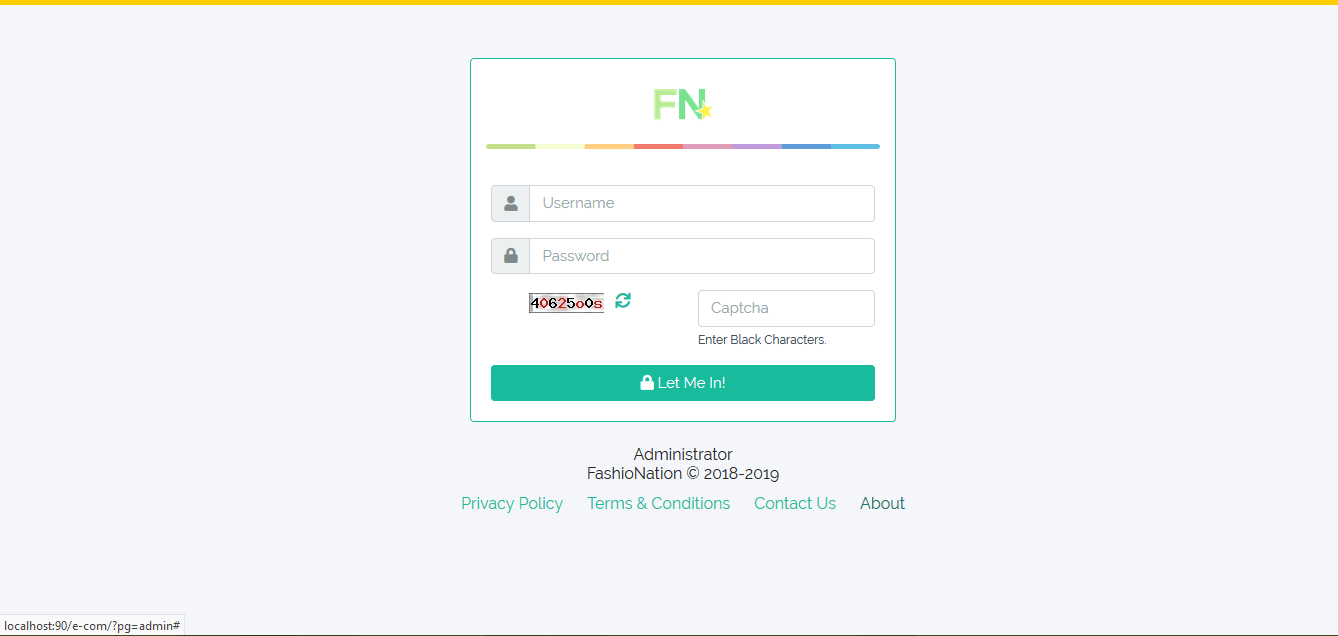 FN
Username
Password
40625o0s
Captcha
Enter Black Characters.
Let Me In!
Administrator
FashioNation © 2018-2019
Privacy Policy Terms & Conditions Contact Us About
localhost:90/e-com/?pg=admin#